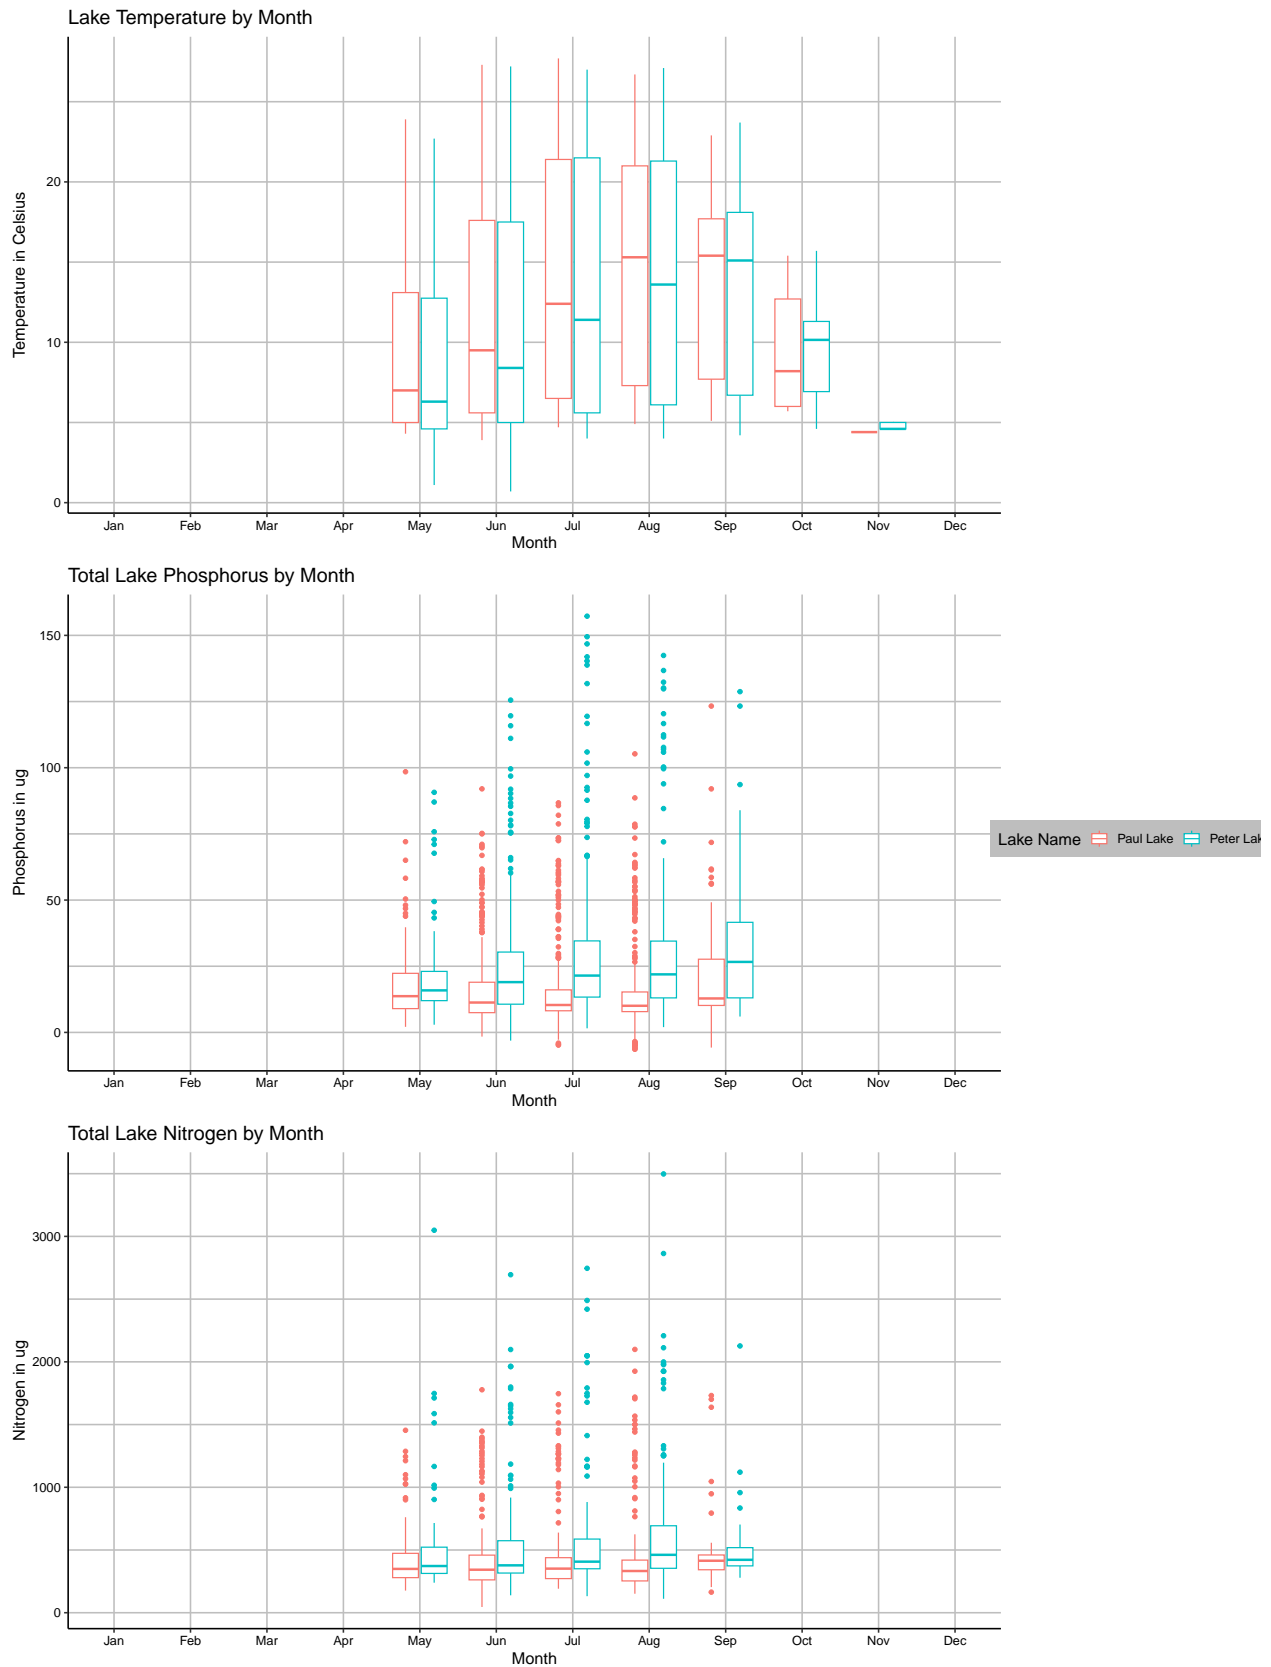 Lake Temperature by Month
Temperature in Celsius
20
10
0
Jan Feb Mar Apr May Jun Jul Aug Sep Oct Nov Dec
Month
Total Lake Phosphorus by Month
Phosphorus in ug
150
100
50
0
Jan Feb Mar Apr May Jun Jul Aug Sep Oct Nov Dec
Month
Lake Name Paul Lake Peter Lak
Total Lake Nitrogen by Month
Nitrogen in ug
3000
2000
1000
0
Jan Feb Mar Apr May Jun Jul Aug Sep Oct Nov Dec
Month